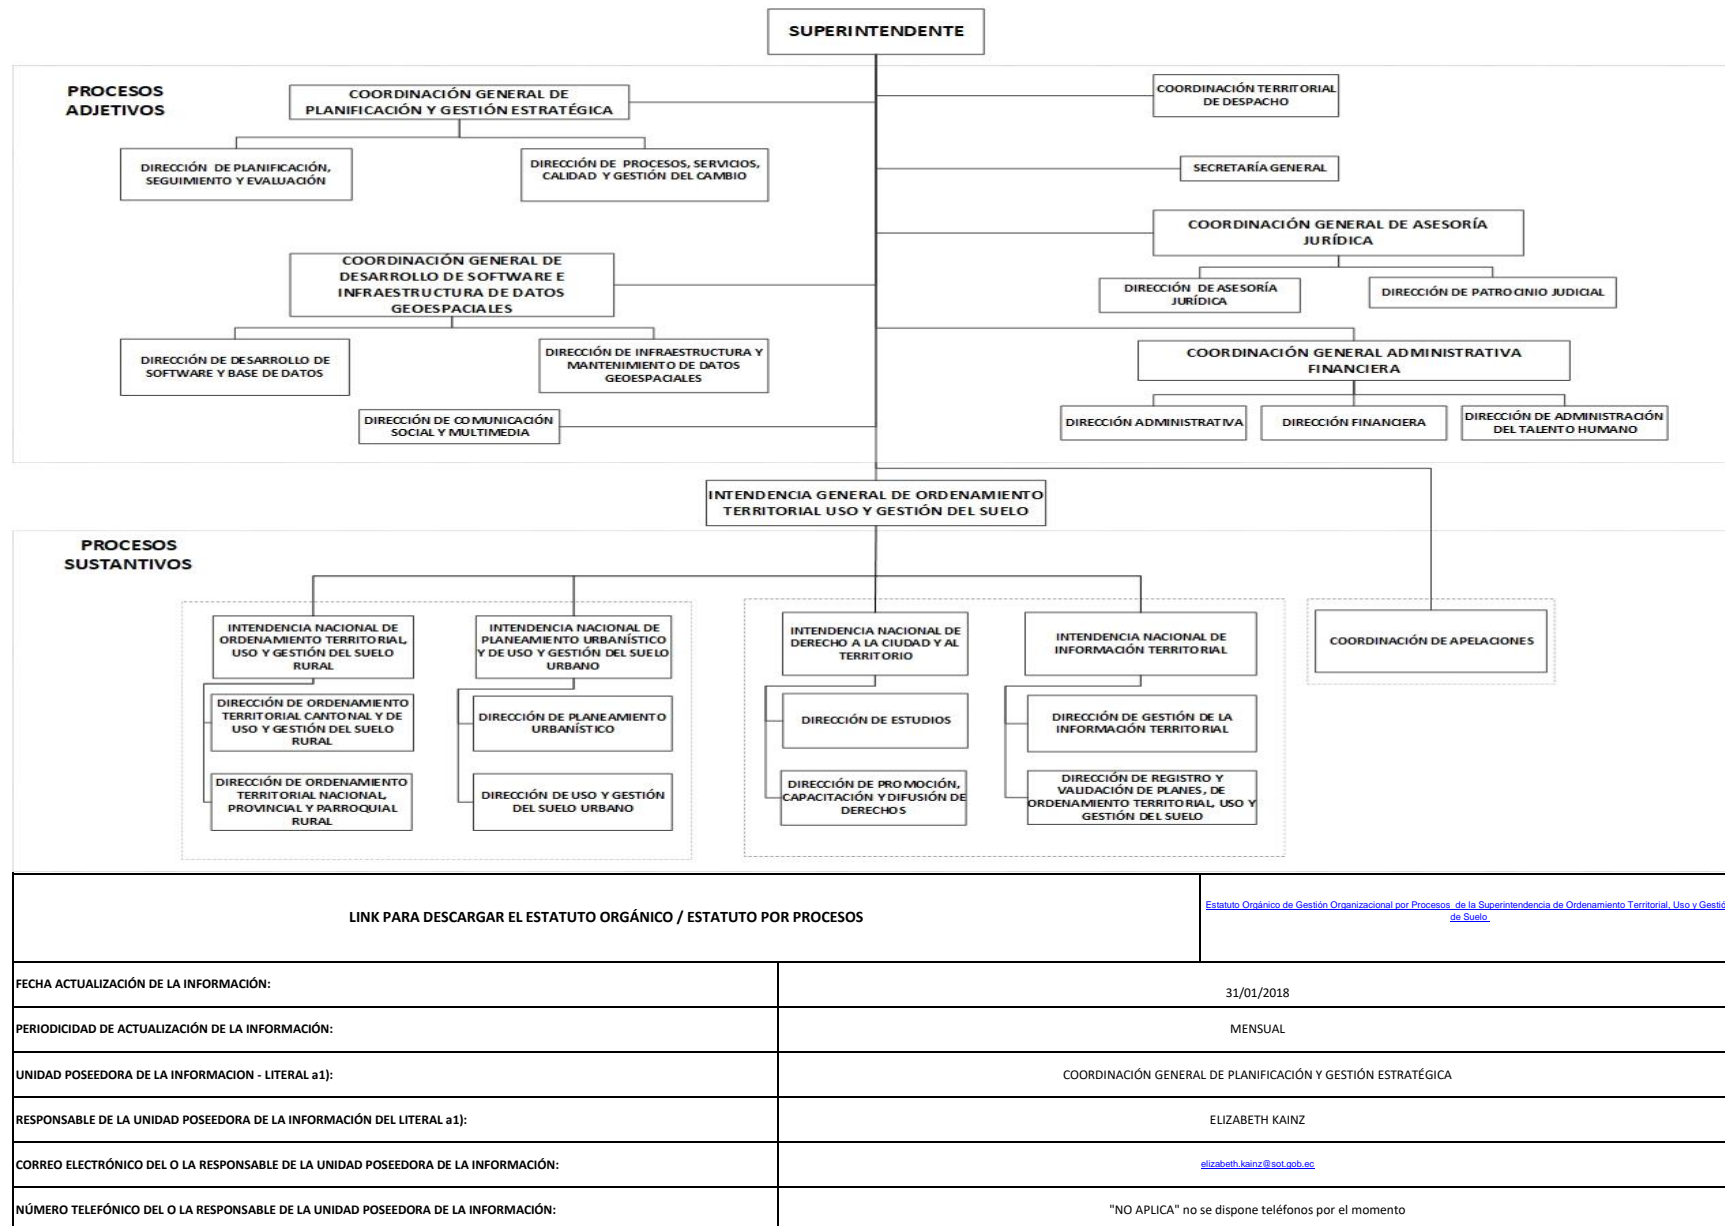 SUPERINTENDENTE
PROCESOS
ADJETIVOS
COORDINACIÓN GENERAL DE
PLANIFICACIÓN Y GESTIÓN ESTRATÉGICA
COORDINACIÓN TERRITORIAL
DE DESPACHO
DIRECCIÓN DE PLANIFICACIÓN,
SEGUIMIENTO Y EVALUACIÓN
DIRECCIÓN DE PROCESOS, SERVICIOS,
CALIDAD Y GESTIÓN DEL CAMBIO
SECRETARÍA GENERAL
COORDINACIÓN GENERAL DE ASESORÍA
JURÍDICA
COORDINACIÓN GENERAL DE
DESARROLLO DE SOFTWARE E
INFRAESTRUCTURA DE DATOS
GEOESPACIALES
DIRECCIÓN DE ASESORÍA
JURÍDICA
DIRECCIÓN DE PATROCINIO JUDICIAL
DIRECCIÓN DE DESARROLLO DE
SOFTWARE Y BASE DE DATOS
DIRECCIÓN DE INFRAESTRUCTURA Y
MANTENIMIENTO DE DATOS
GEOESPACIALES
COORDINACIÓN GENERAL ADMINISTRATIVA
FINANCIERA
DIRECCIÓN DE COMUNICACIÓN
SOCIAL Y MULTIMEDIA
DIRECCIÓN ADMINISTRATIVA
DIRECCIÓN FINANCIERA
DIRECCIÓN DE ADMINISTRACIÓN
DEL TALENTO HUMANO
INTENDENCIA GENERAL DE ORDENAMIENTO
TERRITORIAL USO Y GESTIÓN DEL SUELO
PROCESOS
SUSTANTIVOS
INTENDENCIA NACIONAL DE
ORDENAMIENTO TERRITORIAL,
USO Y GESTIÓN DEL SUELO
RURAL
INTENDENCIA NACIONAL DE
PLANEAMIENTO URBANÍSTICO
Y DE USO Y GESTIÓN DEL SUELO
URBANO
INTENDENCIA NACIONAL DE
DERECHO A LA CIUDAD Y AL
TERRITORIO
INTENDENCIA NACIONAL DE
INFORMACIÓN TERRITORIAL
COORDINACIÓN DE APELACIONES
DIRECCIÓN DE ORDENAMIENTO
TERRITORIAL CANTONAL Y DE
USO Y GESTIÓN DEL SUELO
RURAL
DIRECCIÓN DE PLANEAMIENTO
URBANÍSTICO
DIRECCIÓN DE ESTUDIOS
DIRECCIÓN DE GESTIÓN DE LA
INFORMACIÓN TERRITORIAL
DIRECCIÓN DE ORDENAMIENTO
TERRITORIAL NACIONAL,
PROVINCIAL Y PARROQUIAL
RURAL
DIRECCIÓN DE USO Y GESTIÓN
DEL SUELO URBANO
DIRECCIÓN DE PROMOCIÓN,
CAPACITACIÓN Y DIFUSIÓN DE
DERECHOS
DIRECCIÓN DE REGISTRO Y
VALIDACIÓN DE PLANES, DE
ORDENAMIENTO TERRITORIAL, USO Y
GESTIÓN DEL SUELO
LINK PARA DESCARGAR EL ESTATUTO ORGÁNICO / ESTATUTO POR PROCESOS
Estatuto Orgánico de Gestión Organizacional por Procesos de la Superintendencia de Ordenamiento Territorial, Uso y Gestió
de Suelo
FECHA ACTUALIZACIÓN DE LA INFORMACIÓN:
31/01/2018
PERIODICIDAD DE ACTUALIZACIÓN DE LA INFORMACIÓN:
MENSUAL
UNIDAD POSEEDORA DE LA INFORMACION - LITERAL a1):
COORDINACIÓN GENERAL DE PLANIFICACIÓN Y GESTIÓN ESTRATÉGICA
RESPONSABLE DE LA UNIDAD POSEEDORA DE LA INFORMACIÓN DEL LITERAL a1):
ELIZABETH KAINZ
CORREO ELECTRÓNICO DEL O LA RESPONSABLE DE LA UNIDAD POSEEDORA DE LA INFORMACIÓN:
elizabeth.kainz@sot.gob.ec
NÚMERO TELEFÓNICO DEL O LA RESPONSABLE DE LA UNIDAD POSEEDORA DE LA INFORMACIÓN:
"NO APLICA" no se dispone teléfonos por el momento